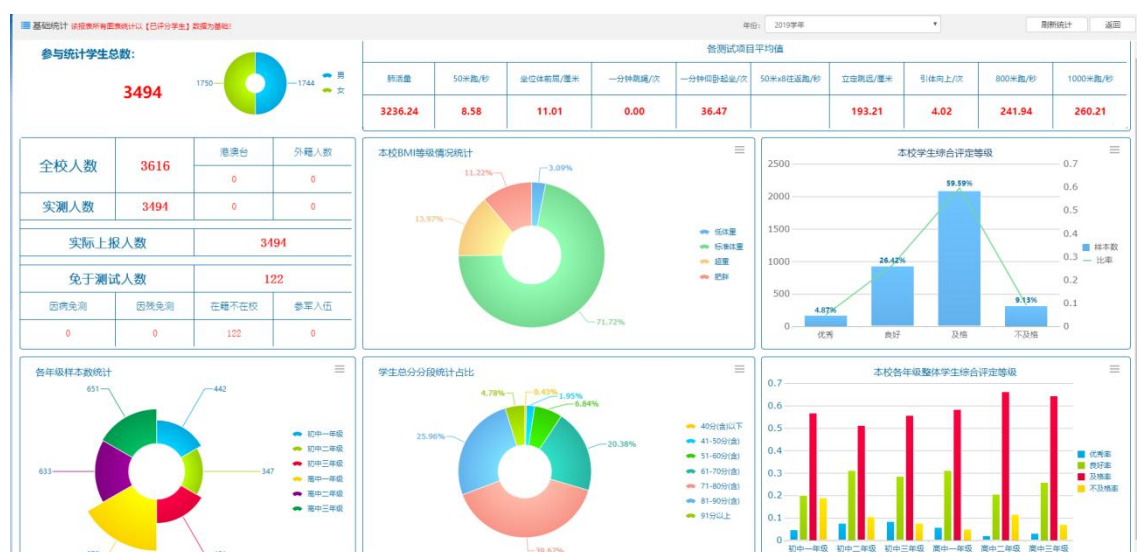 基础统计 该报表所有图表统计以【已评分学生】数据为基础!
年份: 2019学年
刷新统计 返回
参与统计学生总数:
3494
1750 1744
男
女
各测试项目平均值
肺活量 50米跑/秒 坐位体前屈/厘米 一分钟跳绳/次 一分钟仰卧起坐/次 50米x8往返跑/秒 立定跳远/厘米 引体向上/次 800米跑/秒 1000米跑/秒
3236.24 8.58 11.01 0.00 36.47 193.21 4.02 241.94 260.21
全校人数 3616 港澳台 外籍人数
0 0
实测人数 3494 0 0
实际上报人数 3494
免于测试人数 122
因病免测 因残免测 在籍不在校 参军入伍
0 0 122 0
本校BMI等级情况统计
3.09%
11.22%
13.97%
71.72%
低体重
标准体重
超重
肥胖
本校学生综合评定等级
2500
2000
1500
1000
500
0
0.7
0.6
0.5
0.4
0.3
0.2
0.1
0
4.87%
26.42%
59.59%
9.13%
优秀 良好 及格 不及格
样本数
比率
各年级样本数统计
651
442
633
347
初中一年级
初中二年级
初中三年级
高中一年级
高中二年级
高中三年级
学生总分分段统计占比
4.78%
0.43%
1.95%
6.84%
25.96%
20.38%
40分(含)以下
41-50分(含)
51-60分(含)
61-70分(含)
71-80分(含)
81-90分(含)
91分以上
本校各年级整体学生综合评定等级
0.7
0.6
0.5
0.4
0.3
0.2
0.1
0
初中一年级 初中二年级 初中三年级 高中一年级 高中二年级 高中三年级
优秀率
良好率
及格率
不及格率